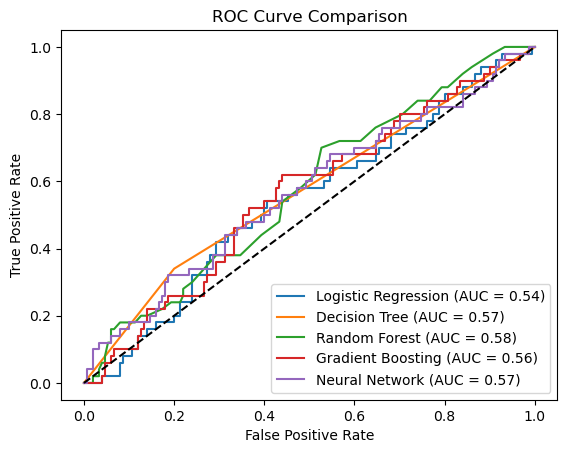 ROC Curve Comparison
True Positive Rate
1.0
0.8
0.6
0.4
0.2
0.0
Logistic Regression (AUC = 0.54)
Decision Tree (AUC = 0.57)
Random Forest (AUC = 0.58)
Gradient Boosting (AUC = 0.56)
Neural Network (AUC = 0.57)
0.0 0.2 0.4 0.6 0.8 1.0
False Positive Rate